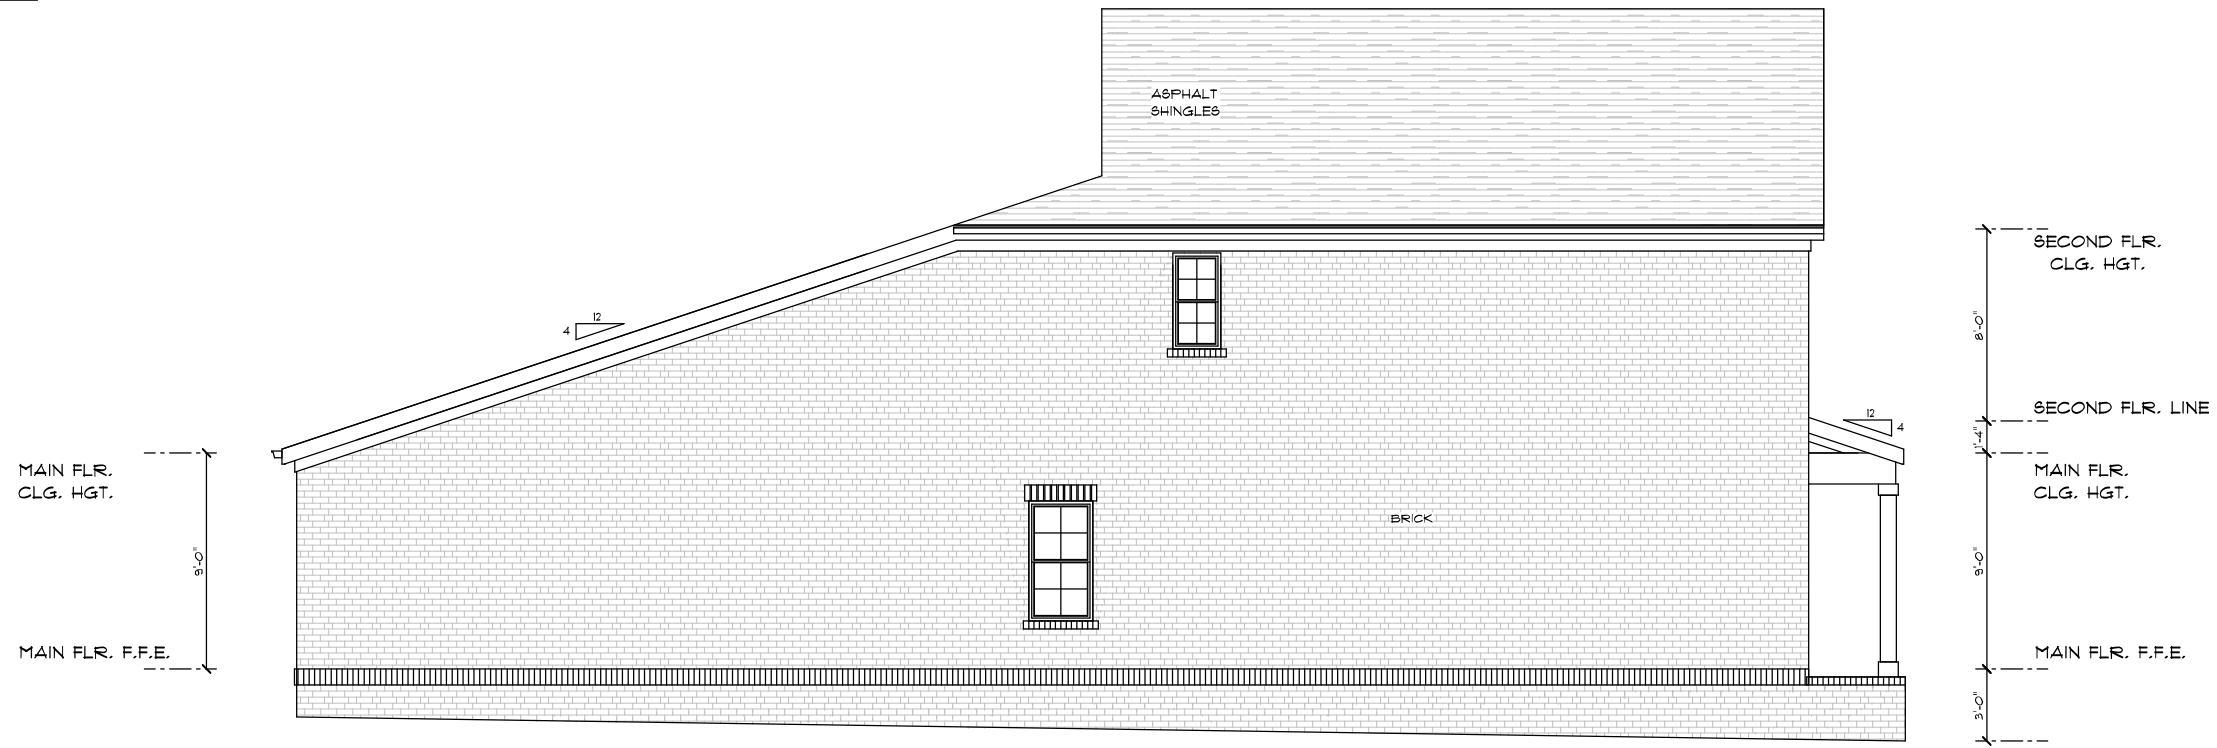 ASPHALT
SHINGLES
SECOND FLR.
CLG. HGT.
8'-0"
12
4
SECOND FLR. LINE
12
4
1'-4"
MAIN FLR.
CLG. HGT.
MAIN FLR.
CLG. HGT.
BRICK
9'-0"
9'-0"
MAIN FLR. F.F.E.
MAIN FLR. F.F.E.
3'-0"